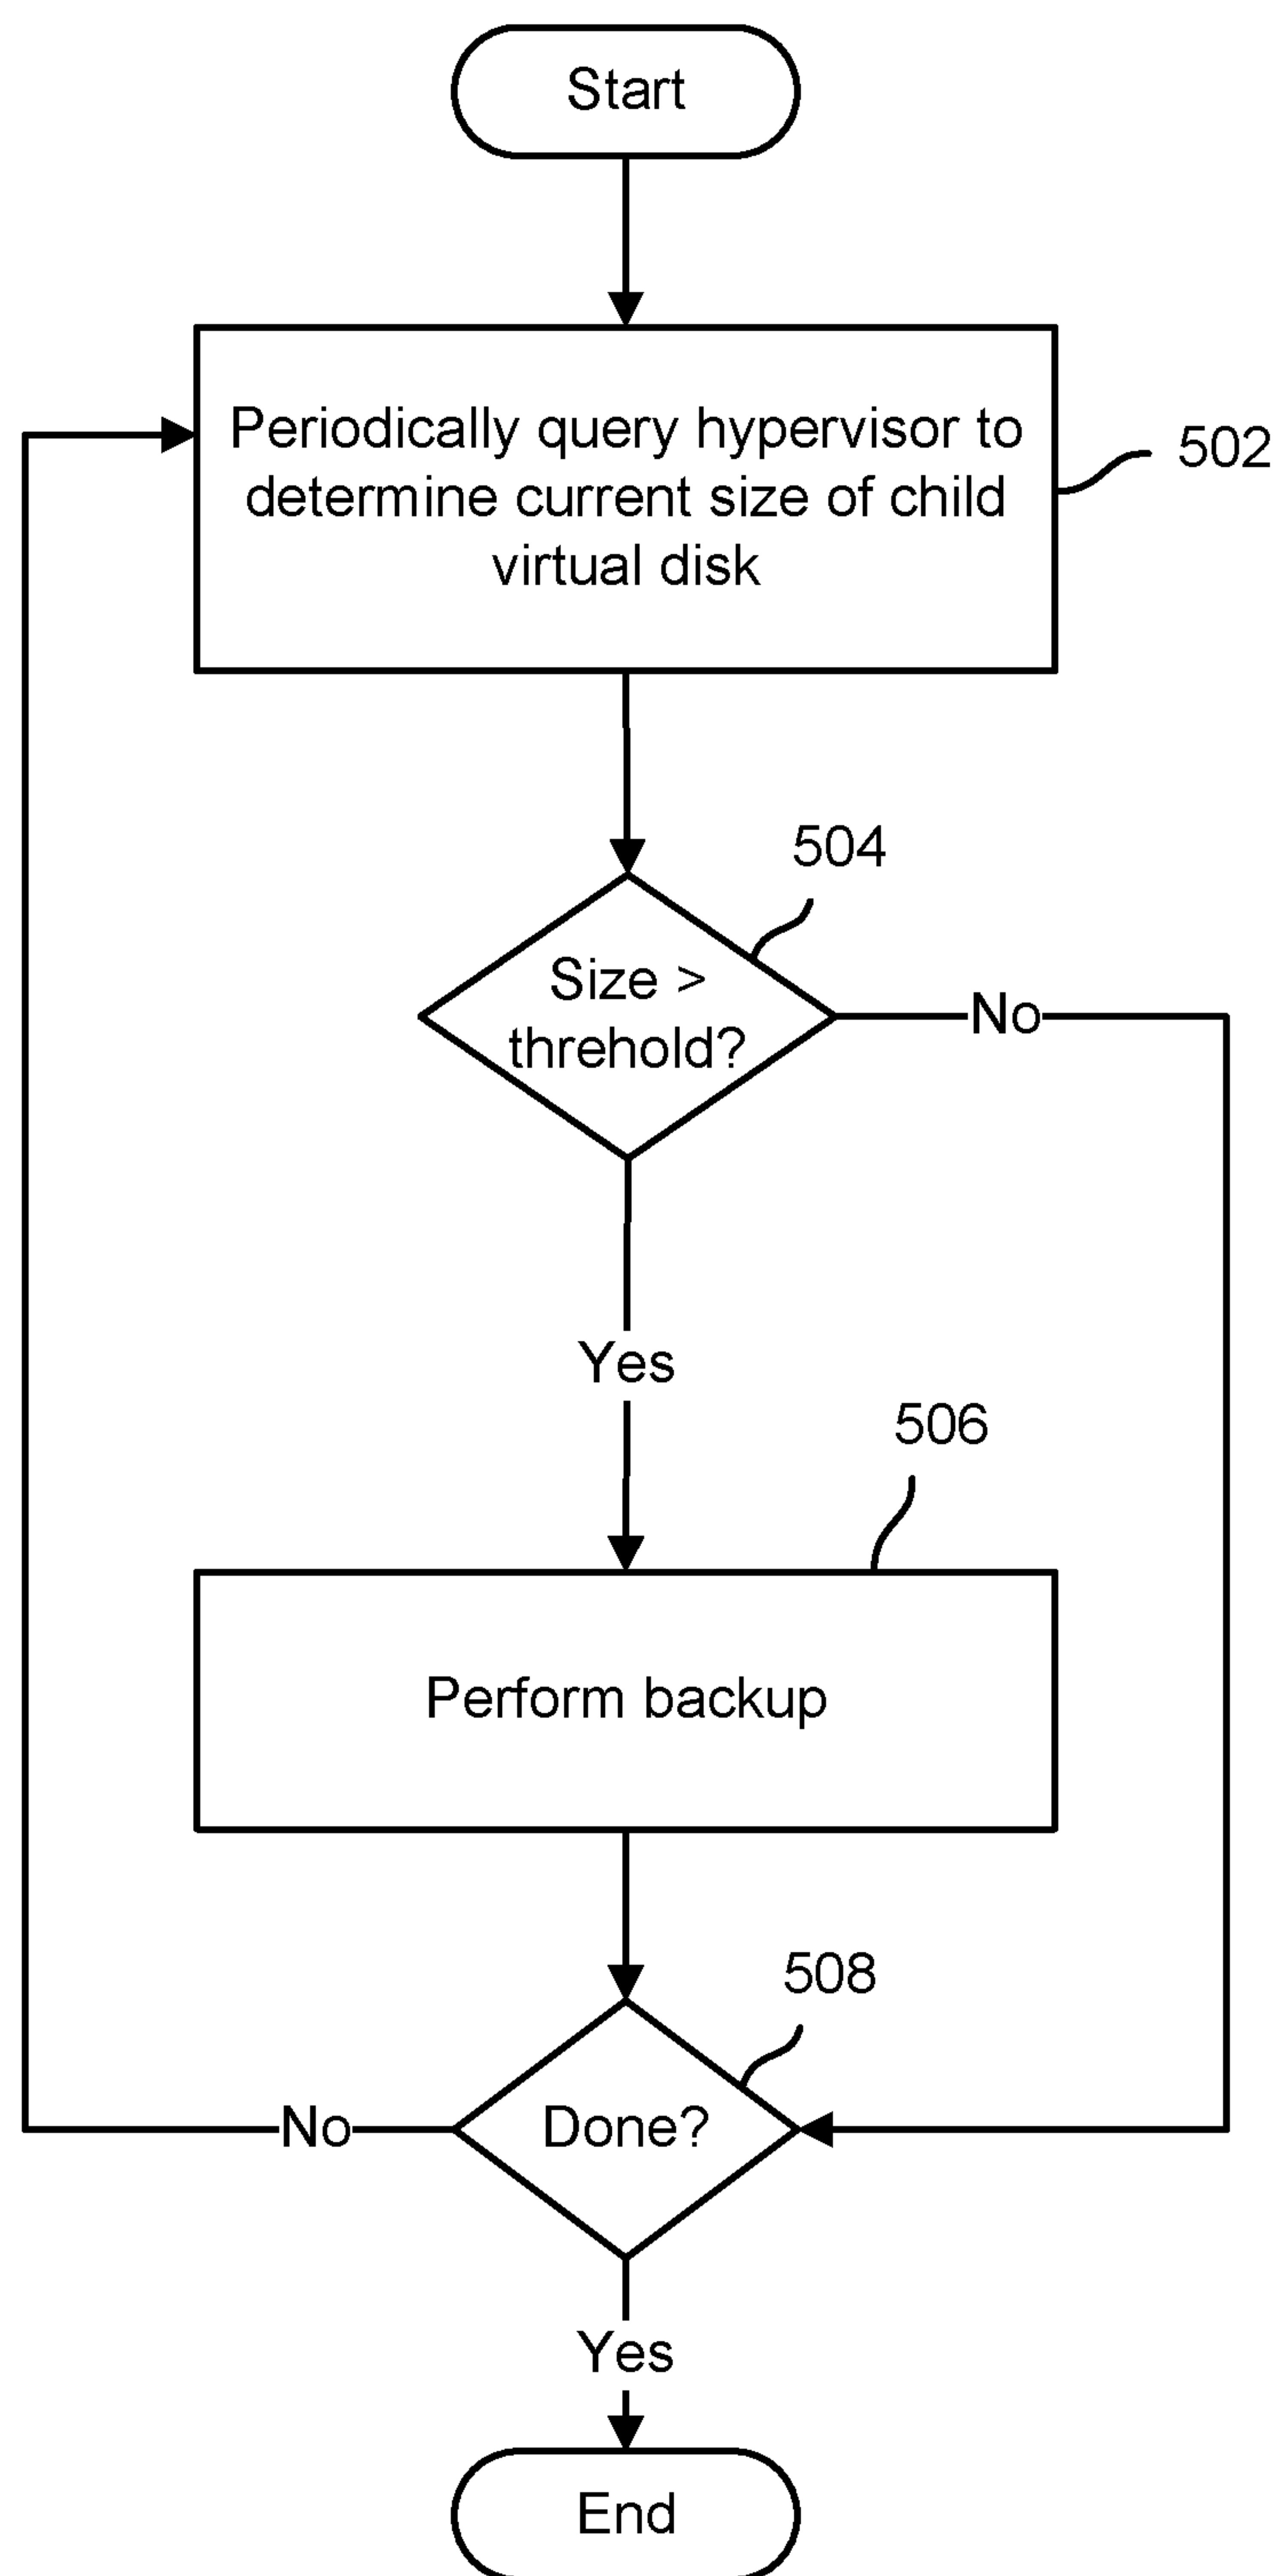 Start
Periodically query hypervisor to
determine current size of child
virtual disk
502
504
Size >
threhold?
No
Yes
506
Perform backup
508
Done?
No
Yes
End